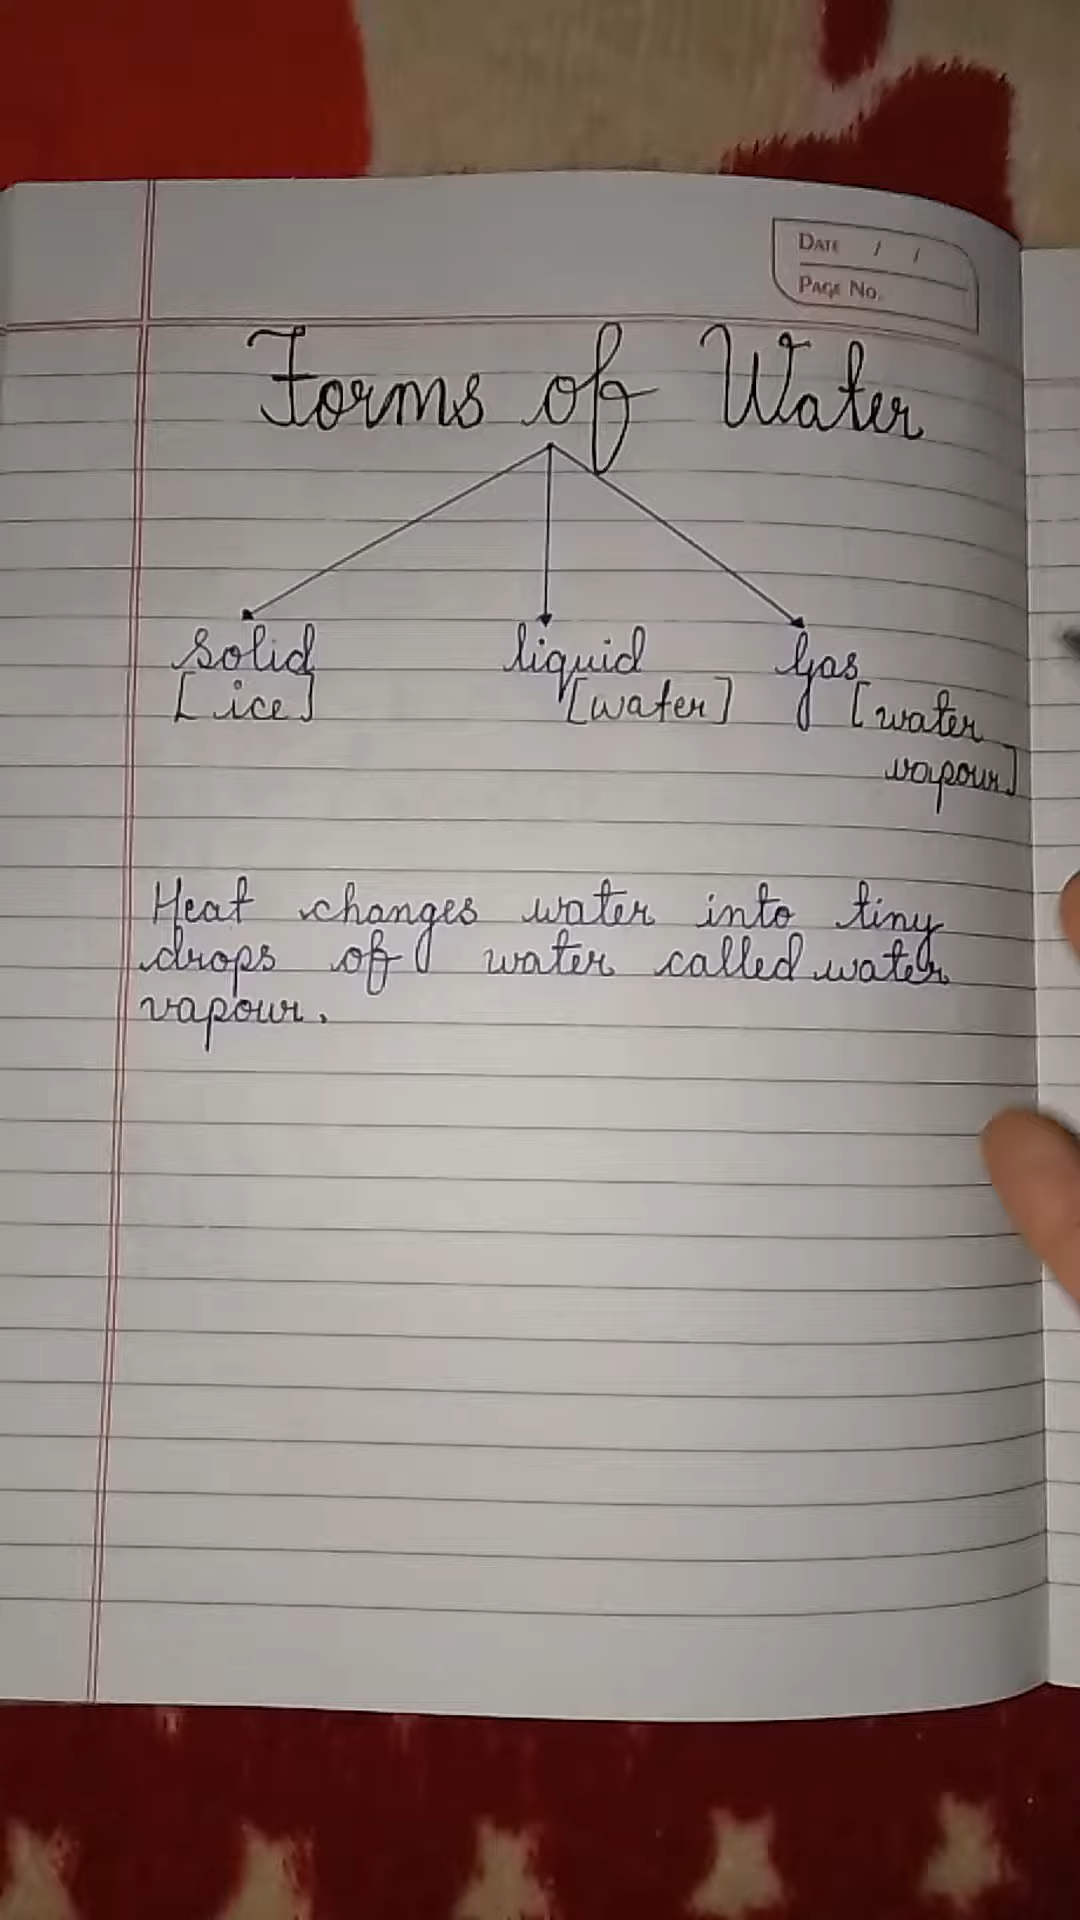 DATE / /
PAGE NO.
Forms of Water
solid liquid Gas
[ice] [water] [water
vapour]
Heat changes water into tiny
drops of water called water
vapour.